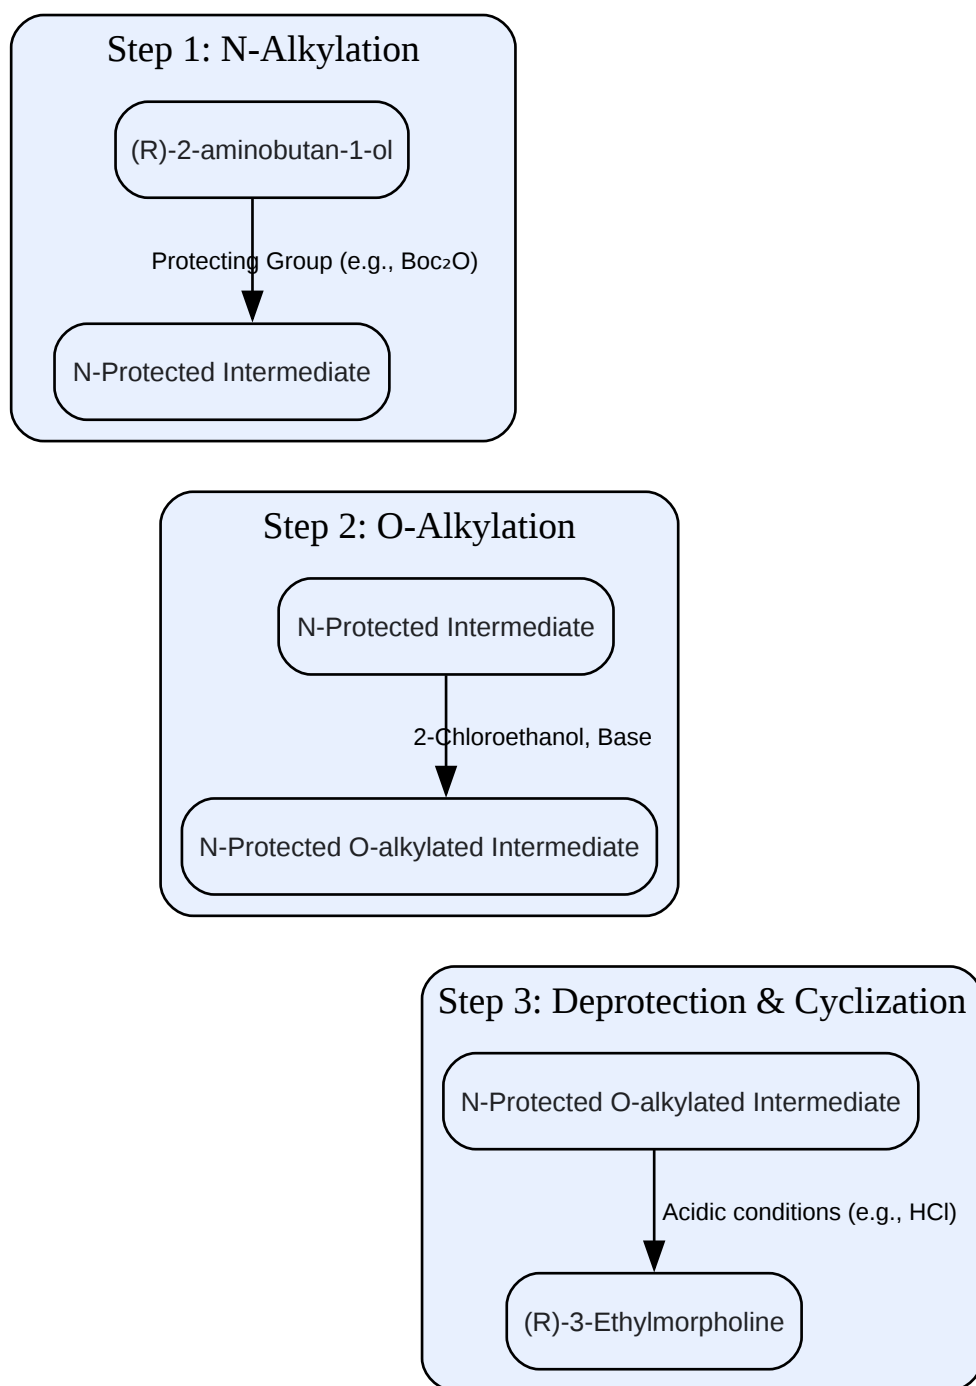 Step 1: N-Alkylation
(R)-2-aminobutan-1-ol
Protecting Group (e.g., Boc₂O)
N-Protected Intermediate
Step 2: O-Alkylation
N-Protected Intermediate
2-Chloroethanol, Base
N-Protected O-alkylated Intermediate
Step 3: Deprotection & Cyclization
N-Protected O-alkylated Intermediate
Acidic conditions (e.g., HCl)
(R)-3-Ethylmorpholine